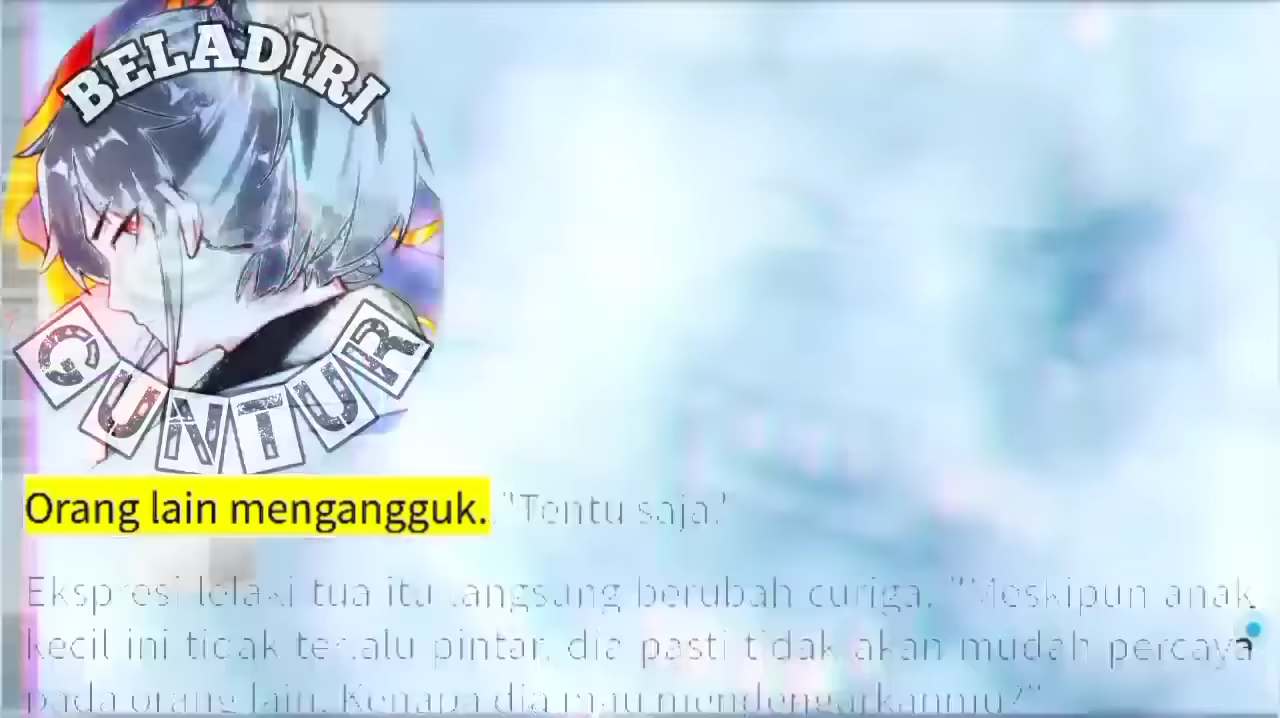 BELADIRI
GUNTUR
Orang lain mengangguk. "Tentu saja."
Ekspresi lelaki tua itu langsung berubah curiga. "Meskipun anak
kecil ini tidak terlalu pintar, dia pasti tidak akan mudah percaya
pada orang lain. Kenapa dia mau mendengarkanmu?"